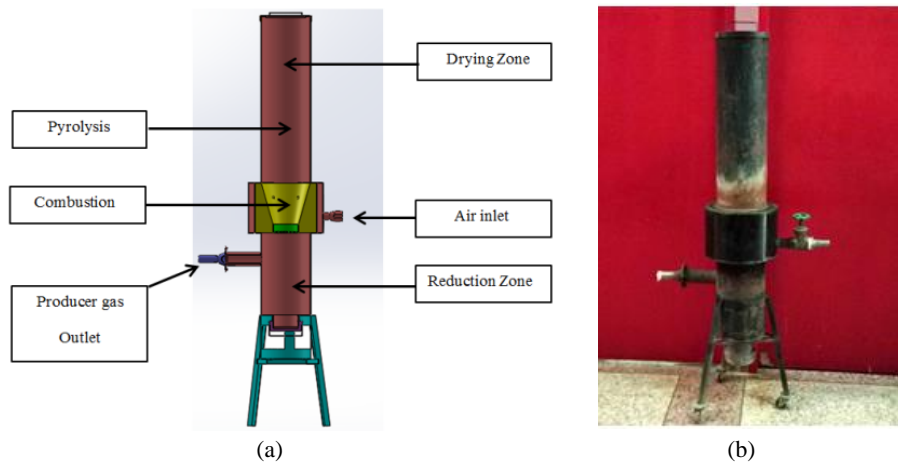 Drying Zone
Pyrolysis
Combustion
Air inlet
Reduction Zone
Producer gas
Outlet
(a)
(b)